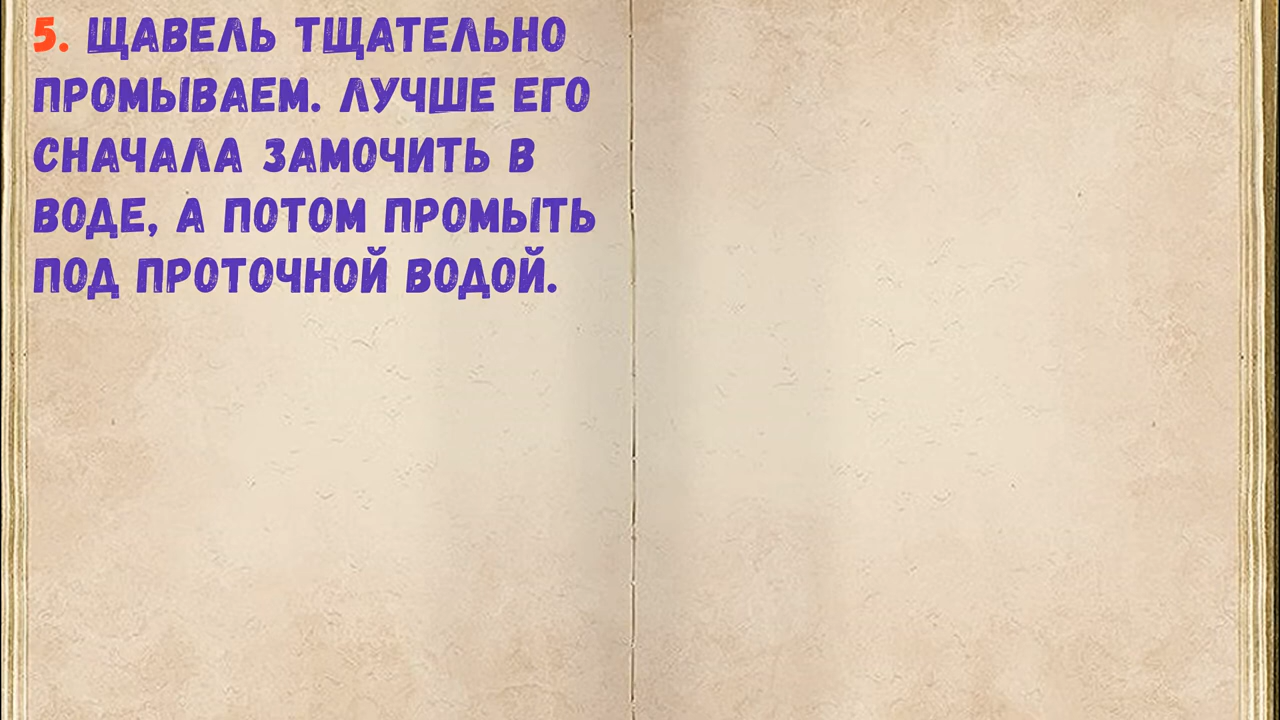 5. ЩАВЕЛЬ ТЩАТЕЛЬНО
ПРОМЫВАЕМ. ЛУЧШЕ ЕГО
СНАЧАЛА ЗАМОЧИТЬ В
ВОДЕ, А ПОТОМ ПРОМЫТЬ
ПОД ПРОТОЧНОЙ ВОДОЙ.